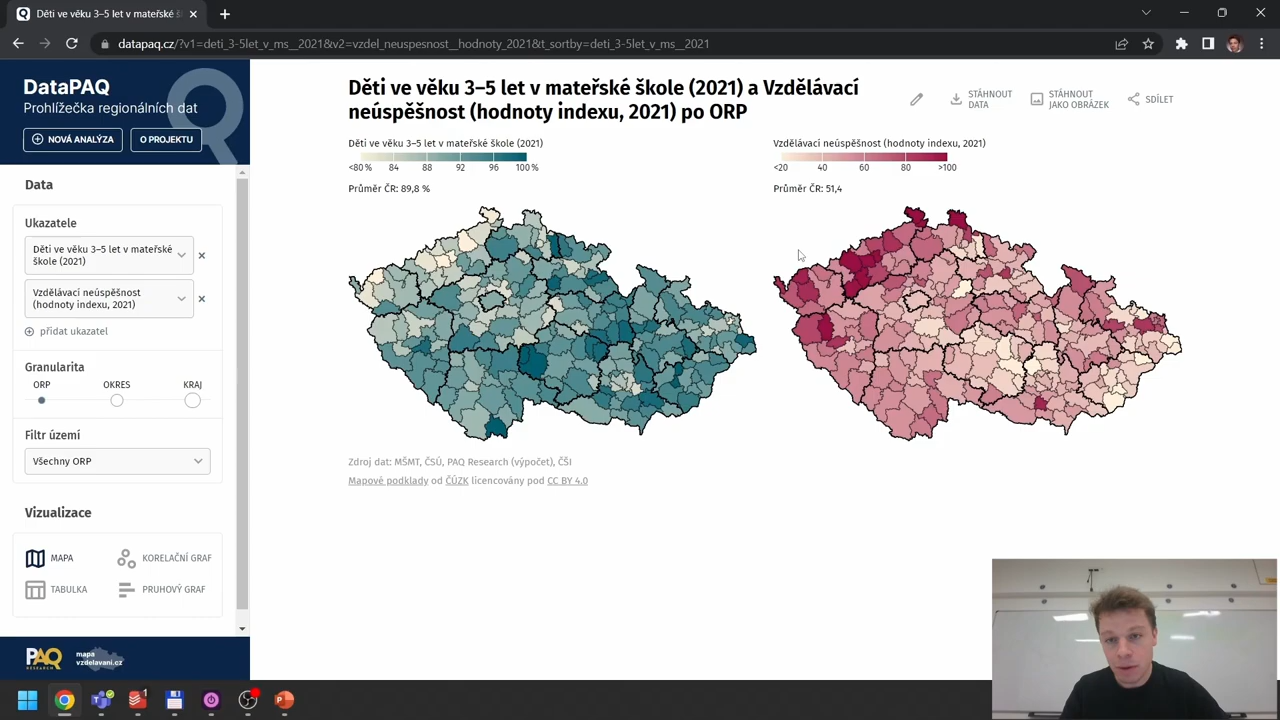 Děti ve věku 3–5 let v mateřské š
datapaq.cz/?v1=deti_3-5let_v_ms__2021&v2=vzdel_neuspesnost__hodnoty_2021&t_sortby=deti_3-5let_v_ms__2021
DataPAQ
Prohlížečka regionálních dat
NOVÁ ANALÝZA
O PROJEKTU
Data
Ukazatele
Děti ve věku 3–5 let v mateřské
škole (2021)
Vzdělávací neúspěšnost
(hodnoty indexu, 2021)
přidat ukazatel
Granularita
ORP OKRES KRAJ
Filtr území
Všechny ORP
Vizualizace
MAPA
KORELAČNÍ GRAF
TABULKA
PRUHOVÝ GRAF
PAQ
RESEARCH
mapa
vzdelavani.cz
Děti ve věku 3–5 let v mateřské škole (2021) a Vzdělávací
neúspěšnost (hodnoty indexu, 2021) po ORP
STÁHNOUT
DATA
STÁHNOUT
JAKO OBRÁZEK
SDÍLET
Děti ve věku 3–5 let v mateřské škole (2021)
<80 % 84 88 92 96 100 %
Průměr ČR: 89,8 %
Vzdělávací neúspěšnost (hodnoty indexu, 2021)
<20 40 60 80 >100
Průměr ČR: 51,4
Zdroj dat: MŠMT, ČSÚ, PAQ Research (výpočet), ČŠI
Mapové podklady od ČÚZK licencovány pod CC BY 4.0